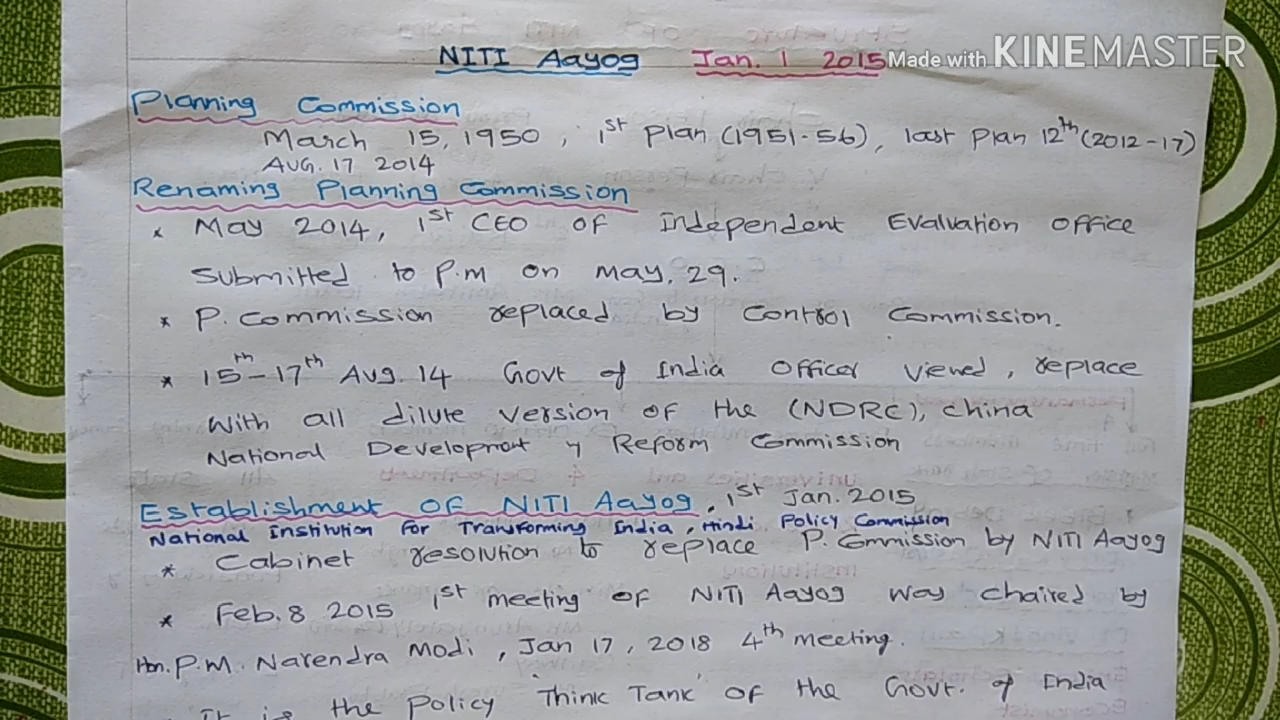 NITI Aayog Jan. 1 2015
Made with KINEMASTER
Planning Commission
March 15, 1950, 1st Plan (1951-56), last Plan 12th (2012-17)
AUG. 17 2014
Renaming Planning Commission
* May 2014, 1st CEO OF Independent Evaluation office
Submitted to P.M on may. 29.
* P. Commission replaced by Control Commission.
* 15th-17th Aug. 14 Govt of India Officer viewed, replace
With all dilute version of the (NDRC), China
National Development & Reform Commission
Establishment OF NITI Aayog, 1st Jan. 2015
National Institution For Transforming India, Hindi Policy Commission
* Cabinet resolution to replace P. Commission by NITI Aayog
* Feb. 8 2015 1st meeting OF NITI Aayog was chaired by
Hon. P.M. Narendra Modi, Jan 17, 2018 4th meeting.
It is the policy 'Think Tank' OF the Govt. of India